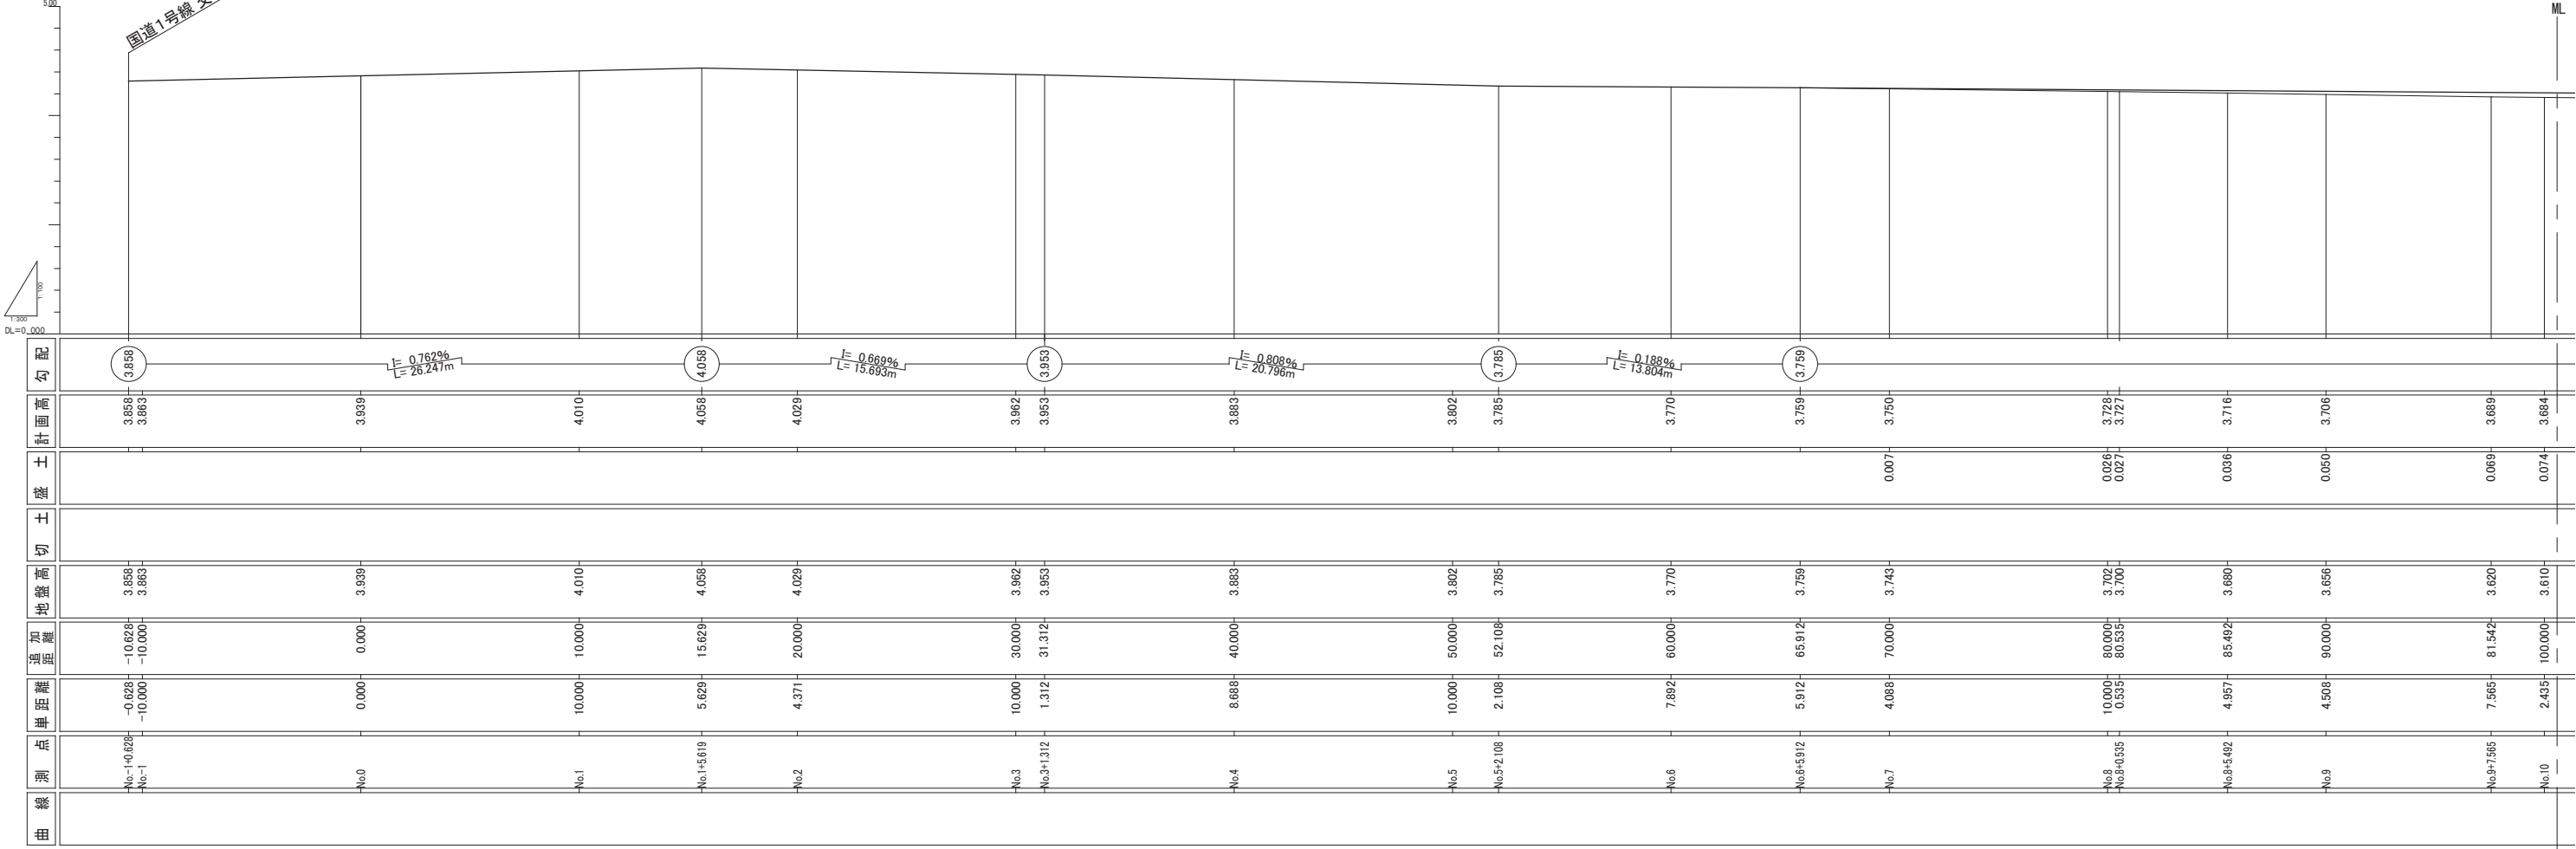 5.00
国道1号線
ML
1:100
1:300
DL=0.000
勾配
3.858
I= 0.762%
L= 26.247m
4.058
I= 0.669%
L= 15.693m
3.953
I= 0.808%
L= 20.796m
3.785
I= 0.188%
L= 13.804m
3.759
計画高
3.858 3.863 3.939 4.010 4.058 4.029 3.962 3.953 3.883 3.802 3.785 3.770 3.759 3.750 3.728 3.727 3.716 3.706 3.689 3.684
盛土
0.007 0.026 0.027 0.036 0.050 0.069 0.074
切土
地盤高
3.858 3.863 3.939 4.010 4.058 4.029 3.962 3.953 3.883 3.802 3.785 3.770 3.759 3.743 3.702 3.700 3.680 3.656 3.620 3.610
追加距離
-10.628 -10.000 0.000 10.000 15.629 20.000 30.000 31.312 40.000 50.000 52.108 60.000 65.912 70.000 80.000 80.535 85.492 90.000 81.542 100.000
単距離
-0.628 -10.000 0.000 10.000 5.629 4.371 10.000 1.312 8.688 10.000 2.108 7.892 5.912 4.088 10.000 0.535 4.957 4.508 7.565 2.435
測点
No.-1+0.628 No.-1 No.0 No.1 No.1+5.619 No.2 No.3 No.3+1.312 No.4 No.5 No.5+2.108 No.6 No.6+5.912 No.7 No.8 No.8+0.535 No.8+5.492 No.9 No.9+7.565 No.10
曲線